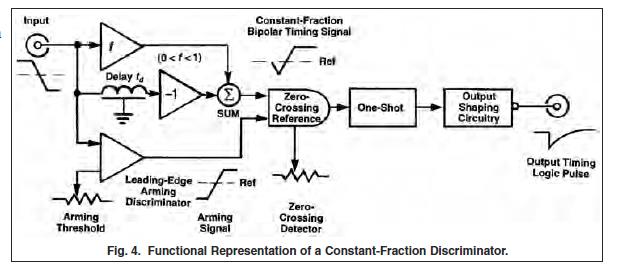 Input
f
(0<f<1)
Delay td
-1
Σ
SUM
Constant-Fraction
Bipolar Timing Signal
Ref
Zero-
Crossing
Reference
One-Shot
Output
Shaping
Circuitry
Output Timing
Logic Pulse
Leading-Edge
Arming
Discriminator
Ref
Arming
Threshold
Arming
Signal
Zero-
Crossing
Detector
Fig. 4. Functional Representation of a Constant-Fraction Discriminator.